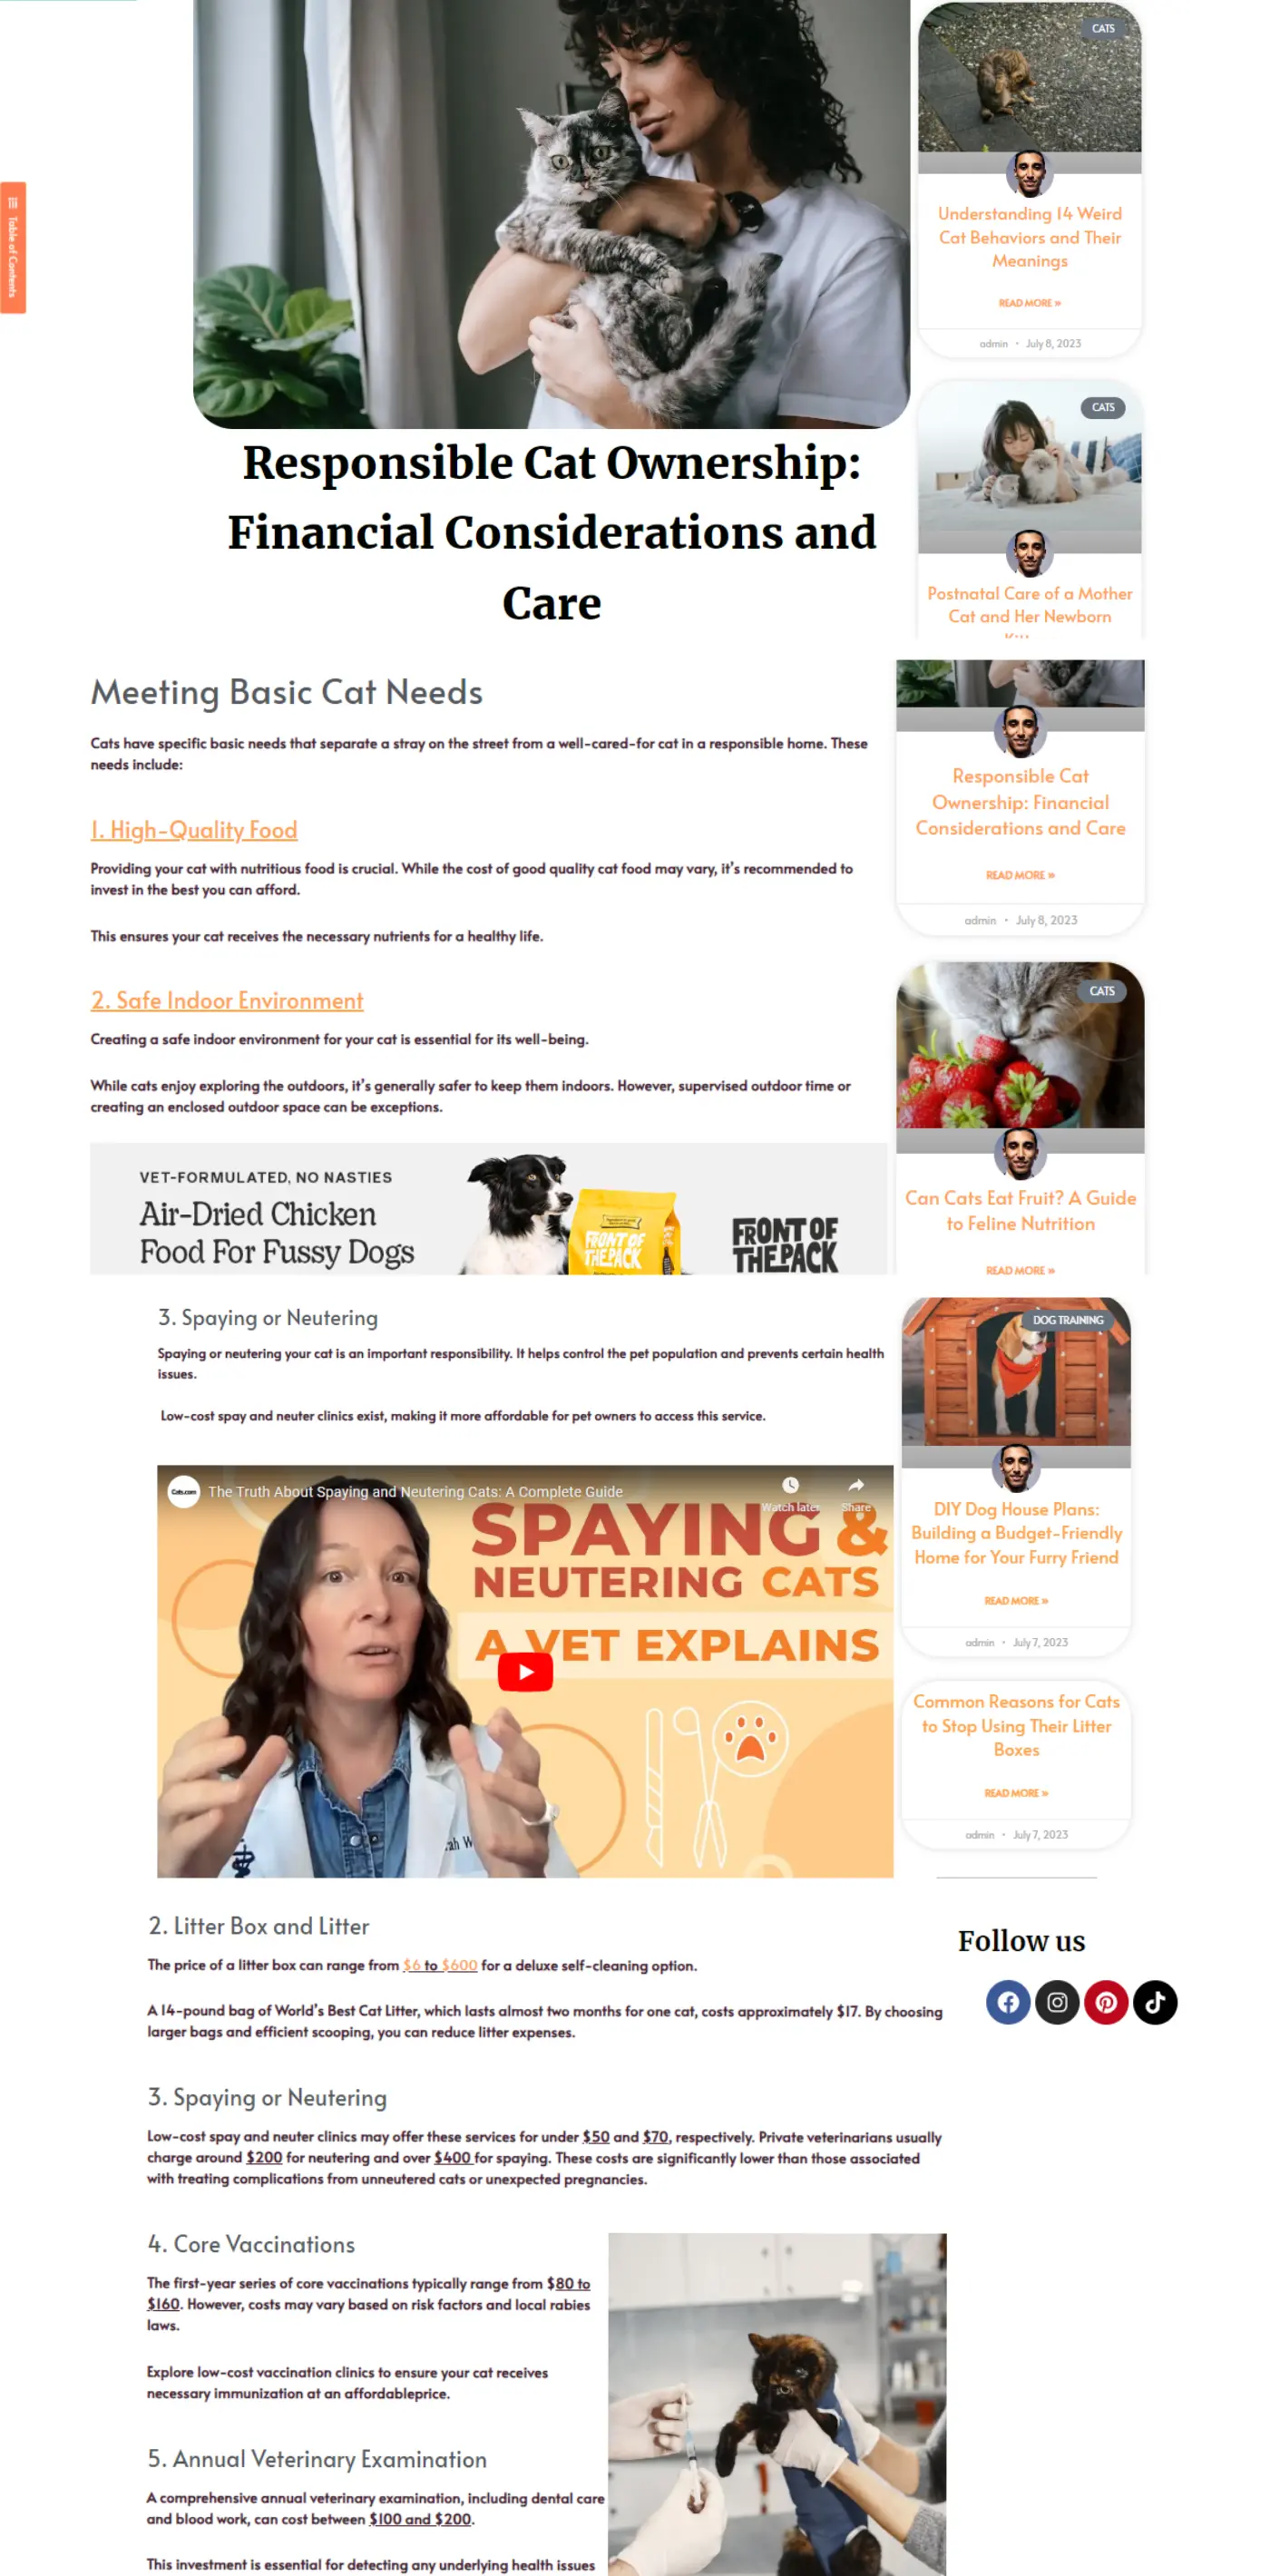 Table of Contents
CATS
Understanding 14 Weird
Cat Behaviors and Their
Meanings
READ MORE »
admin • July 8, 2023
CATS
Postnatal Care of a Mother
Cat and Her Newborn
Responsible Cat Ownership:
Financial Considerations and
Care
Meeting Basic Cat Needs
Cats have specific basic needs that separate a stray on the street from a well-cared-for cat in a responsible home. These
needs include:
1. High-Quality Food
Providing your cat with nutritious food is crucial. While the cost of good quality cat food may vary, it's recommended to
invest in the best you can afford.
This ensures your cat receives the necessary nutrients for a healthy life.
2. Safe Indoor Environment
Creating a safe indoor environment for your cat is essential for its well-being.
While cats enjoy exploring the outdoors, it's generally safer to keep them indoors. However, supervised outdoor time or
creating an enclosed outdoor space can be exceptions.
VET-FORMULATED, NO NASTIES
Air-Dried Chicken
Food For Fussy Dogs
FRONT OF
THE PACK
FRONT OF
THE PACK
Responsible Cat
Ownership: Financial
Considerations and Care
READ MORE »
admin • July 8, 2023
CATS
Can Cats Eat Fruit? A Guide
to Feline Nutrition
READ MORE »
3. Spaying or Neutering
Spaying or neutering your cat is an important responsibility. It helps control the pet population and prevents certain health
issues.
Low-cost spay and neuter clinics exist, making it more affordable for pet owners to access this service.
Cats.com
The Truth About Spaying and Neutering Cats: A Complete Guide
Watch later
Share
SPAYING &
NEUTERING CATS
A VET EXPLAINS
ah W
DOG TRAINING
DIY Dog House Plans:
Building a Budget-Friendly
Home for Your Furry Friend
READ MORE »
admin • July 7, 2023
Common Reasons for Cats
to Stop Using Their Litter
Boxes
READ MORE »
admin • July 7, 2023
2. Litter Box and Litter
The price of a litter box can range from $6 to $600 for a deluxe self-cleaning option.
A 14-pound bag of World's Best Cat Litter, which lasts almost two months for one cat, costs approximately $17. By choosing
larger bags and efficient scooping, you can reduce litter expenses.
Follow us
3. Spaying or Neutering
Low-cost spay and neuter clinics may offer these services for under $50 and $70, respectively. Private veterinarians usually
charge around $200 for neutering and over $400 for spaying. These costs are significantly lower than those associated
with treating complications from unneutered cats or unexpected pregnancies.
4. Core Vaccinations
The first-year series of core vaccinations typically range from $80 to
$160. However, costs may vary based on risk factors and local rabies
laws.
Explore low-cost vaccination clinics to ensure your cat receives
necessary immunization at an affordableprice.
5. Annual Veterinary Examination
A comprehensive annual veterinary examination, including dental care
and blood work, can cost between $100 and $200.
This investment is essential for detecting any underlying health issues